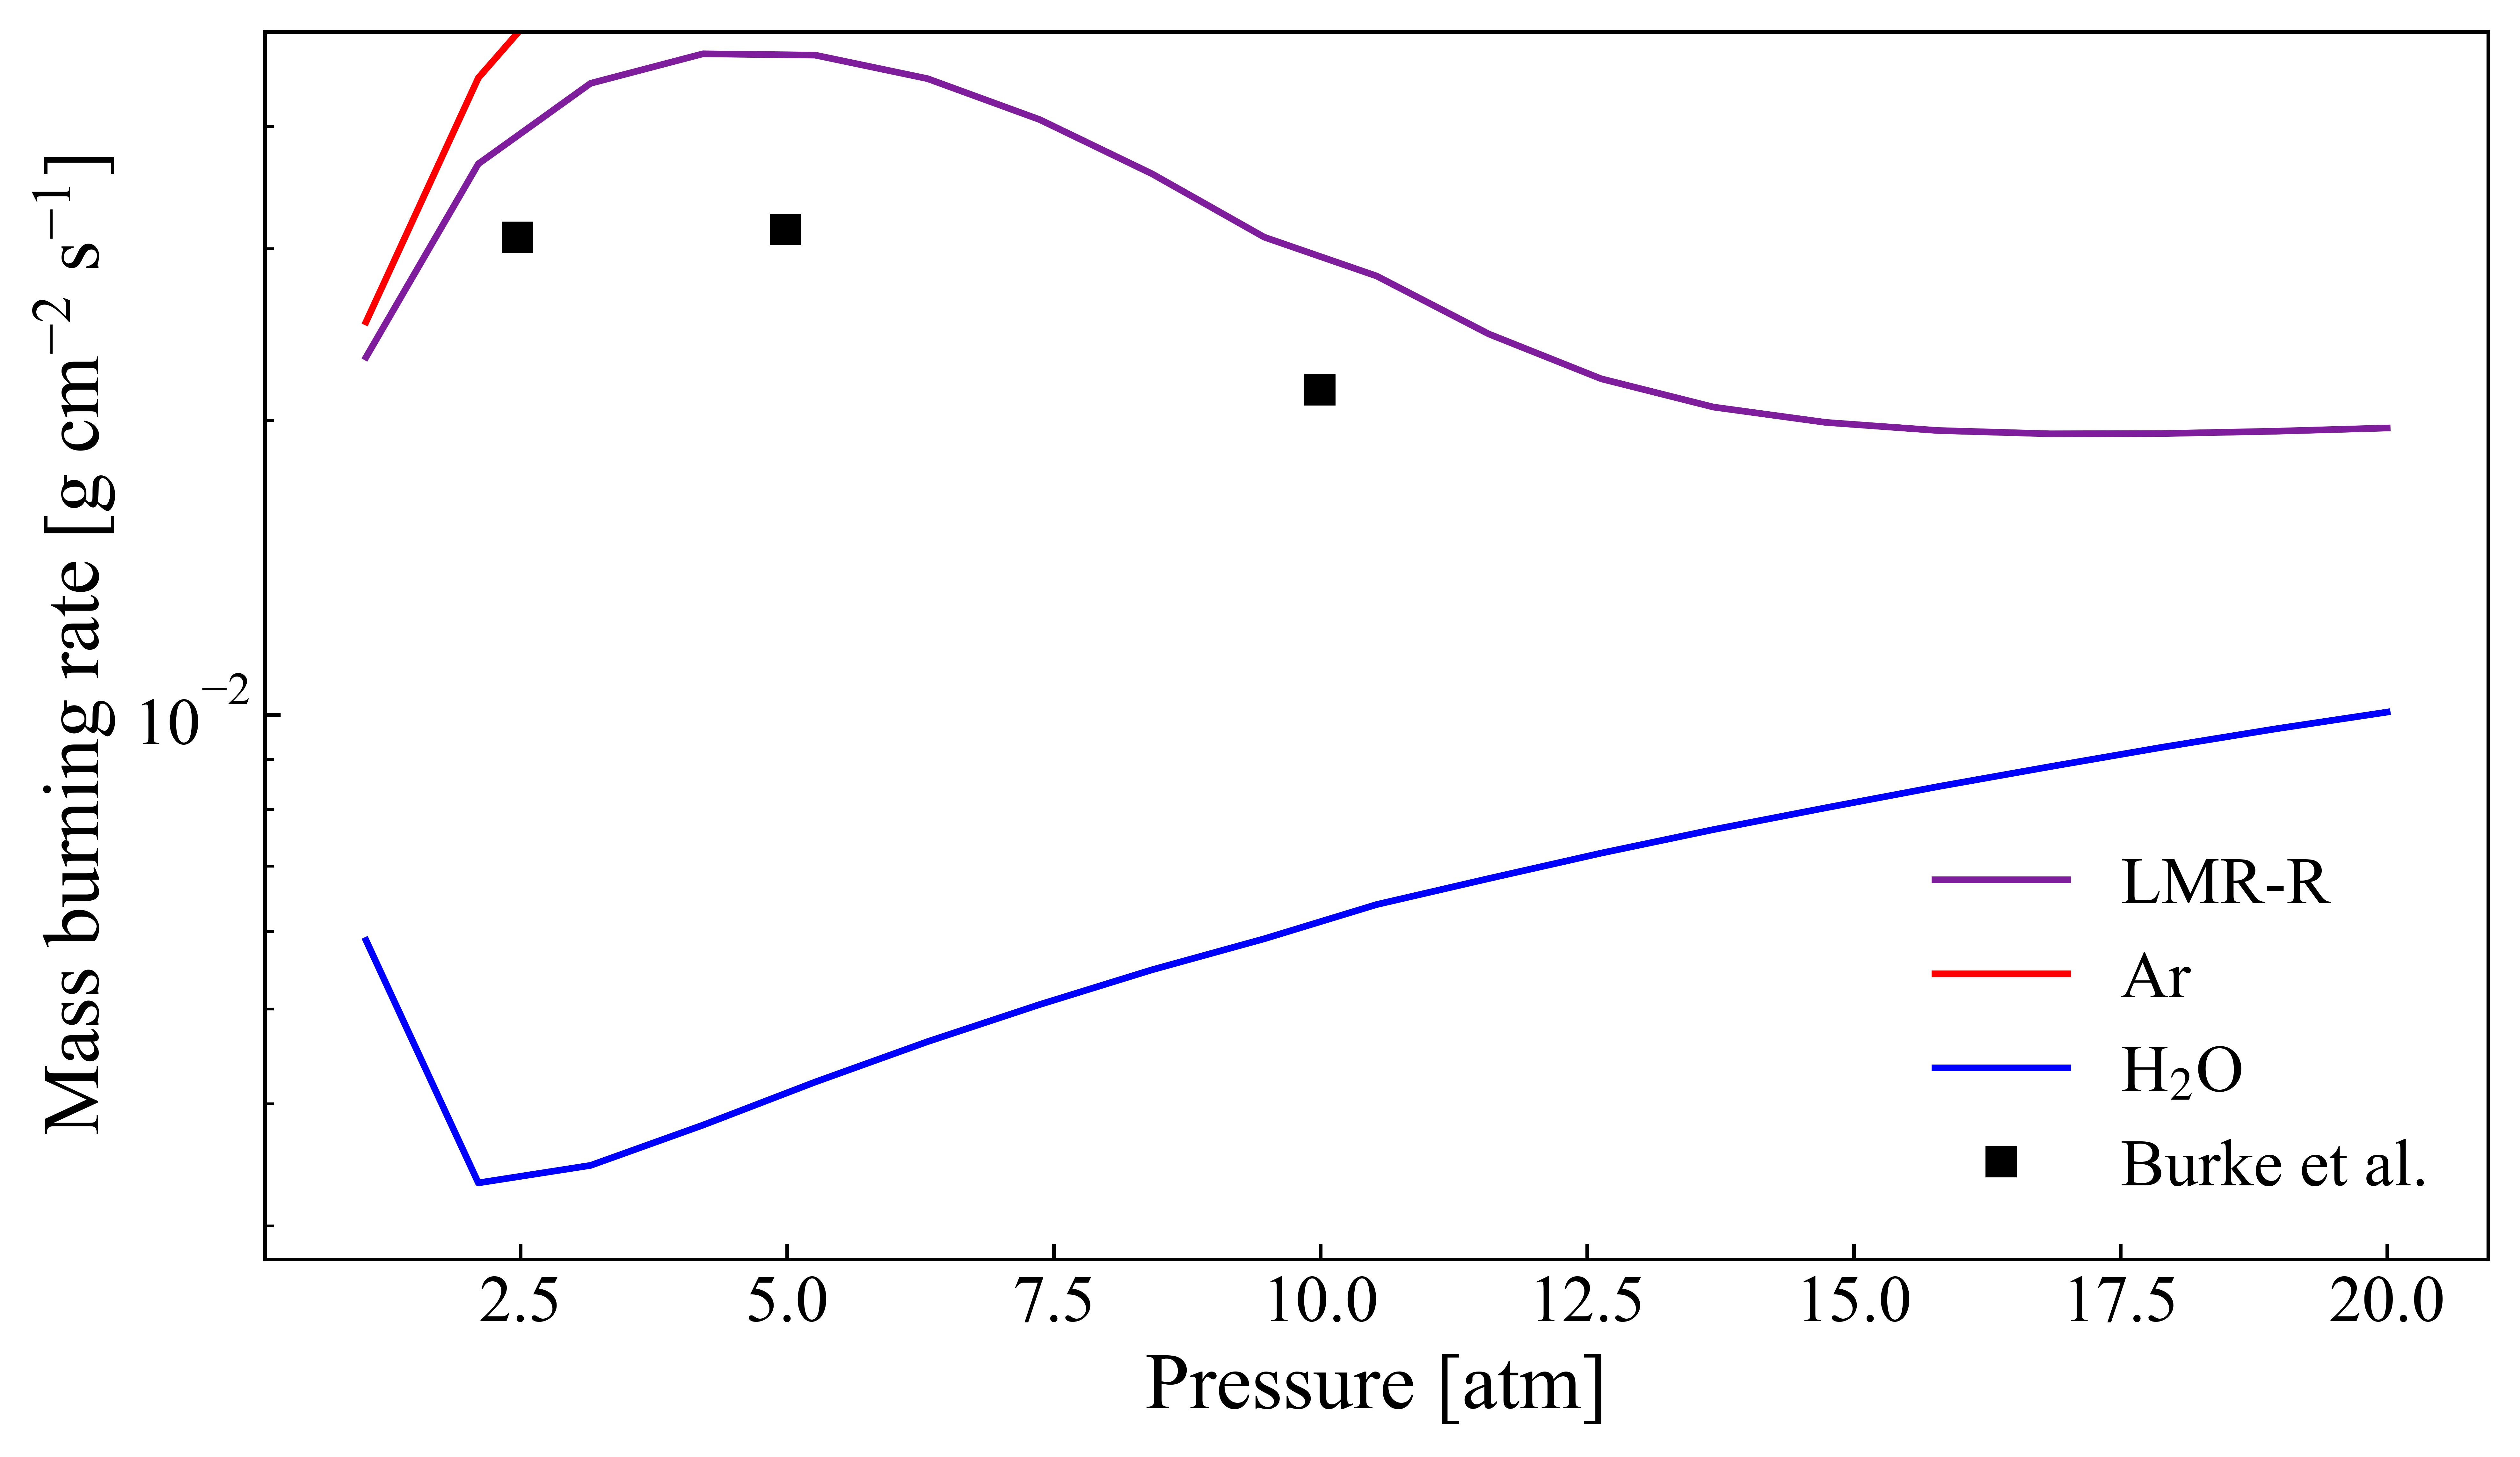 Mass burning rate [g cm⁻² s⁻¹]
10⁻²
LMR-R
Ar
H₂O
Burke et al.
2.5 5.0 7.5 10.0 12.5 15.0 17.5 20.0
Pressure [atm]